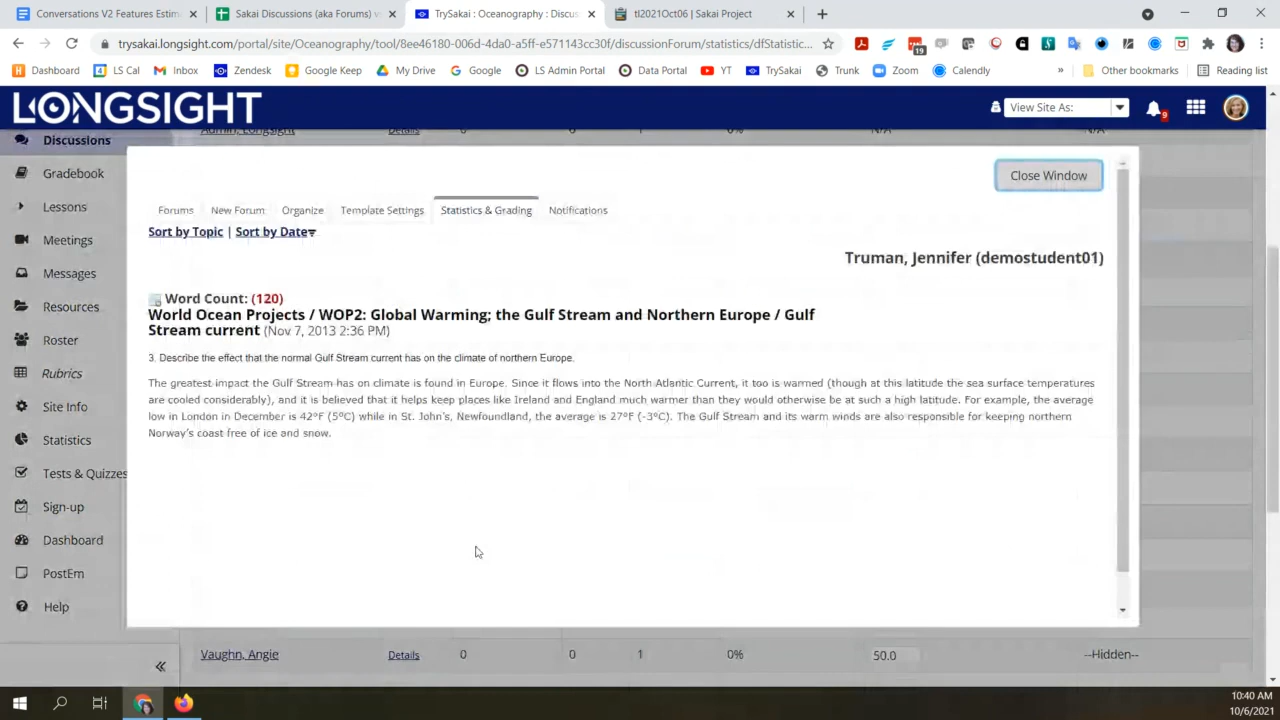 Conversations V2 Features Estim
Sakai Discussions (aka Forums) v
TrySakai : Oceanography : Discus
tl2021Oct06 | Sakai Project
trysakai.longsight.com/portal/site/Oceanography/tool/8ee46180-006d-4da0-a5ff-e571143cc30f/discussionForum/statistics/dfStatistic...
19
Dashboard
LS Cal
Inbox
Zendesk
Google Keep
My Drive
Google
LS Admin Portal
Data Portal
YT
TrySakai
Trunk
Zoom
Calendly
»
Other bookmarks
Reading list
LONGSIGHT
View Site As:
9
Admin, Longsight Details 0 0 1 0% N/A N/A
Discussions
Gradebook
Lessons
Meetings
Messages
Resources
Roster
Rubrics
Site Info
Statistics
Tests & Quizzes
Sign-up
Dashboard
PostEm
Help
«
Close Window
Forums New Forum Organize Template Settings Statistics & Grading Notifications
Sort by Topic | Sort by Date
Truman, Jennifer (demostudent01)
Word Count: (120)
World Ocean Projects / WOP2: Global Warming; the Gulf Stream and Northern Europe / Gulf
Stream current (Nov 7, 2013 2:36 PM)
3. Describe the effect that the normal Gulf Stream current has on the climate of northern Europe.
The greatest impact the Gulf Stream has on climate is found in Europe. Since it flows into the North Atlantic Current, it too is warmed (though at this latitude the sea surface temperatures
are cooled considerably), and it is believed that it helps keep places like Ireland and England much warmer than they would otherwise be at such a high latitude. For example, the average
low in London in December is 42°F (5°C) while in St. John's, Newfoundland, the average is 27°F (-3°C). The Gulf Stream and its warm winds are also responsible for keeping northern
Norway's coast free of ice and snow.
Vaughn, Angie Details 0 0 1 0% 50.0 --Hidden--
10:40 AM
10/6/2021